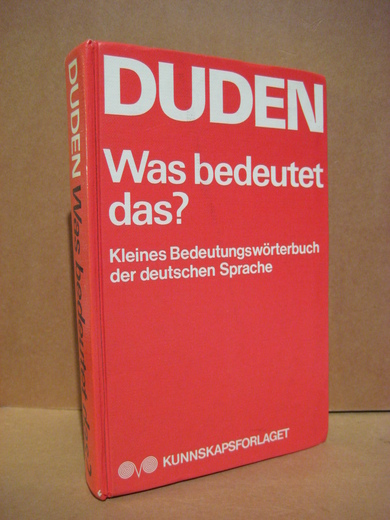 DUDEN
Was bedeutet
das?
Kleines Bedeutungswörterbuch
der deutschen Sprache
KUNNSKAPSFORLAGET
DUDEN Was bedeutet das?